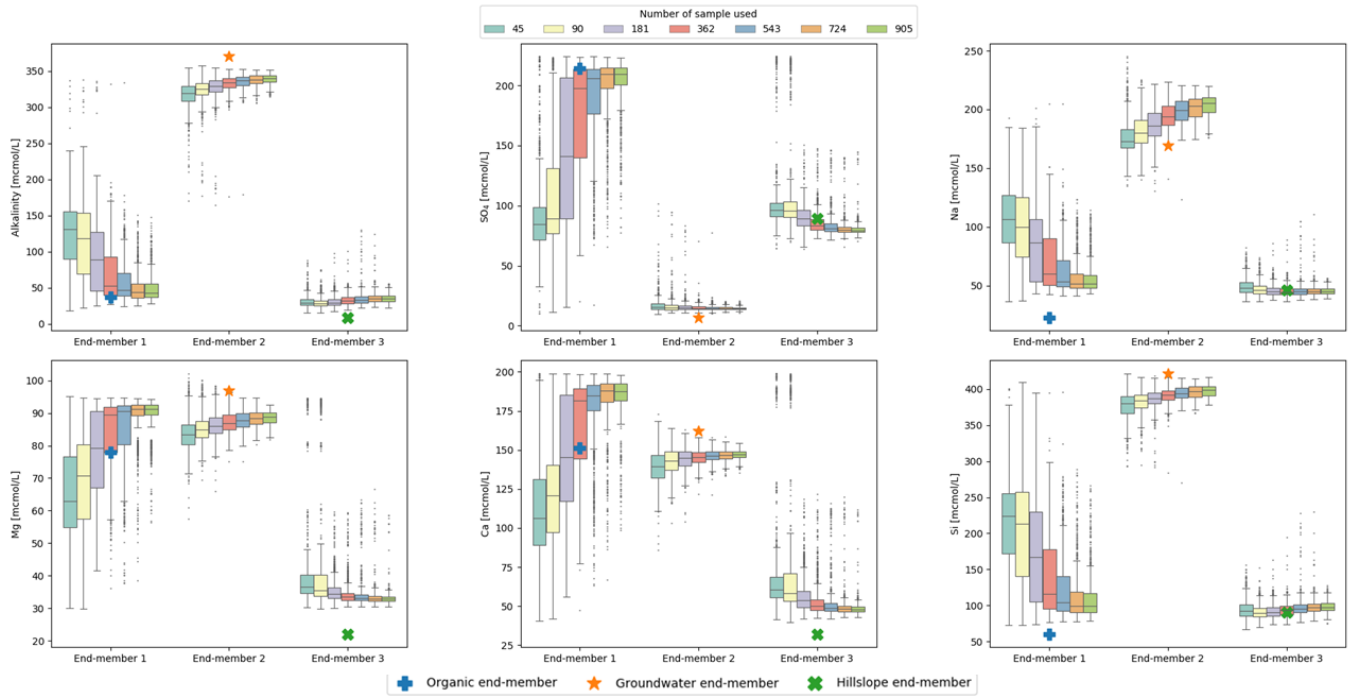 Number of sample used
45 90 181 362 543 724 905
Alkalinity [mcmol/L]
350
300
250
200
150
100
50
0
End-member 1 End-member 2 End-member 3
SO4 [mcmol/L]
200
150
100
50
0
End-member 1 End-member 2 End-member 3
Na [mcmol/L]
250
200
150
100
50
End-member 1 End-member 2 End-member 3
Mg [mcmol/L]
100
90
80
70
60
50
40
30
20
End-member 1 End-member 2 End-member 3
Ca [mcmol/L]
200
175
150
125
100
75
50
25
End-member 1 End-member 2 End-member 3
Si [mcmol/L]
400
350
300
250
200
150
100
50
End-member 1 End-member 2 End-member 3
Organic end-member Groundwater end-member Hillslope end-member